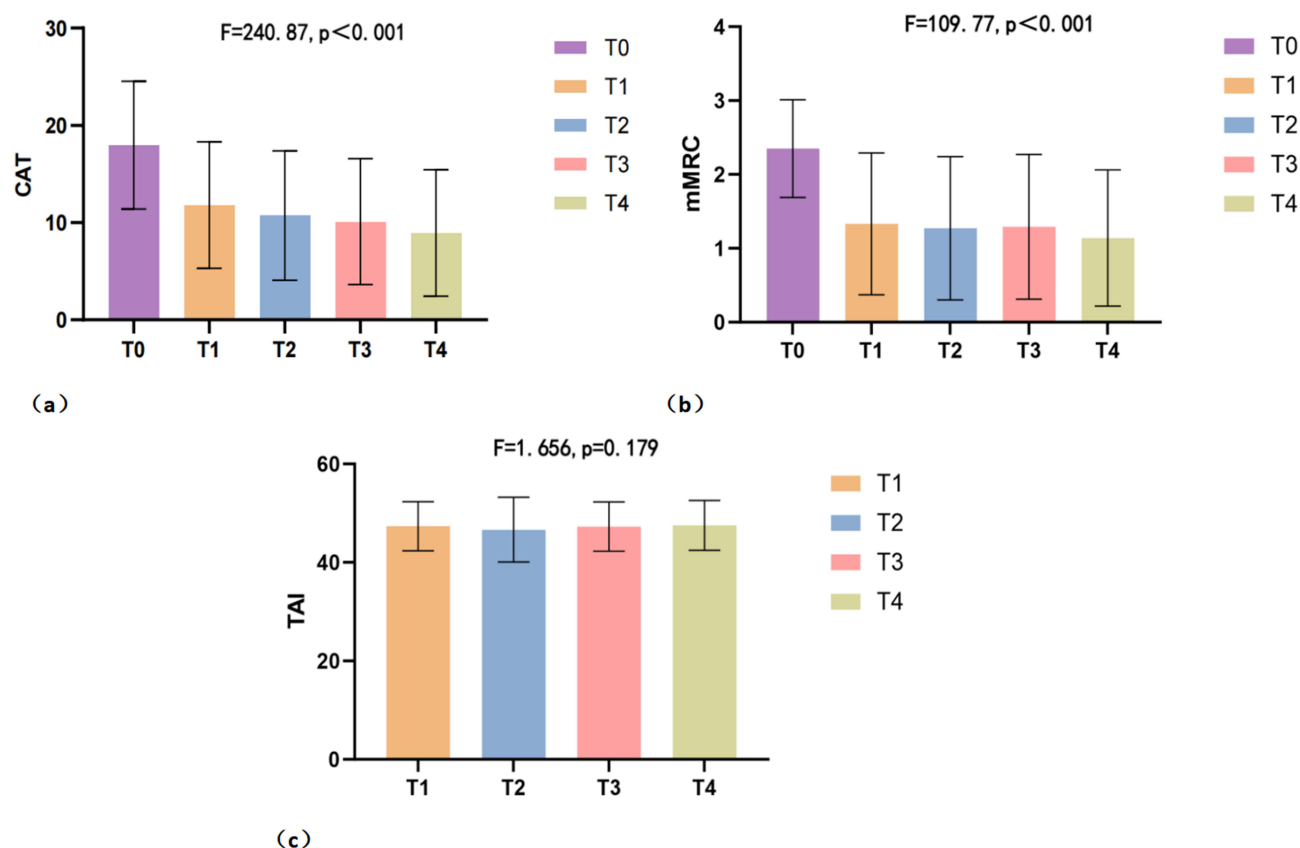 F=240.87, p<0.001
30
20
10
0
CAT
T0 T1 T2 T3 T4
T0
T1
T2
T3
T4
(a)
F=109.77, p<0.001
4
3
2
1
0
mMRC
T0 T1 T2 T3 T4
T0
T1
T2
T3
T4
(b)
F=1.656, p=0.179
60
40
20
0
TAI
T1 T2 T3 T4
T1
T2
T3
T4
(c)